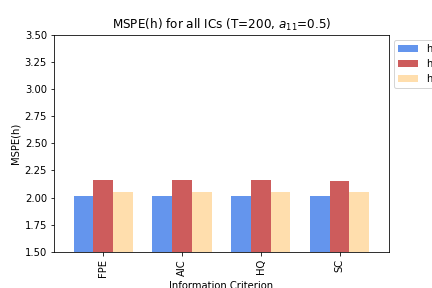 MSPE(h) for all ICs (T=200, a₁₁=0.5)
3.50
3.25
3.00
2.75
2.50
2.25
2.00
1.75
1.50
MSPE(h)
FPE
AIC
HQ
SC
Information Criterion
h
h
h